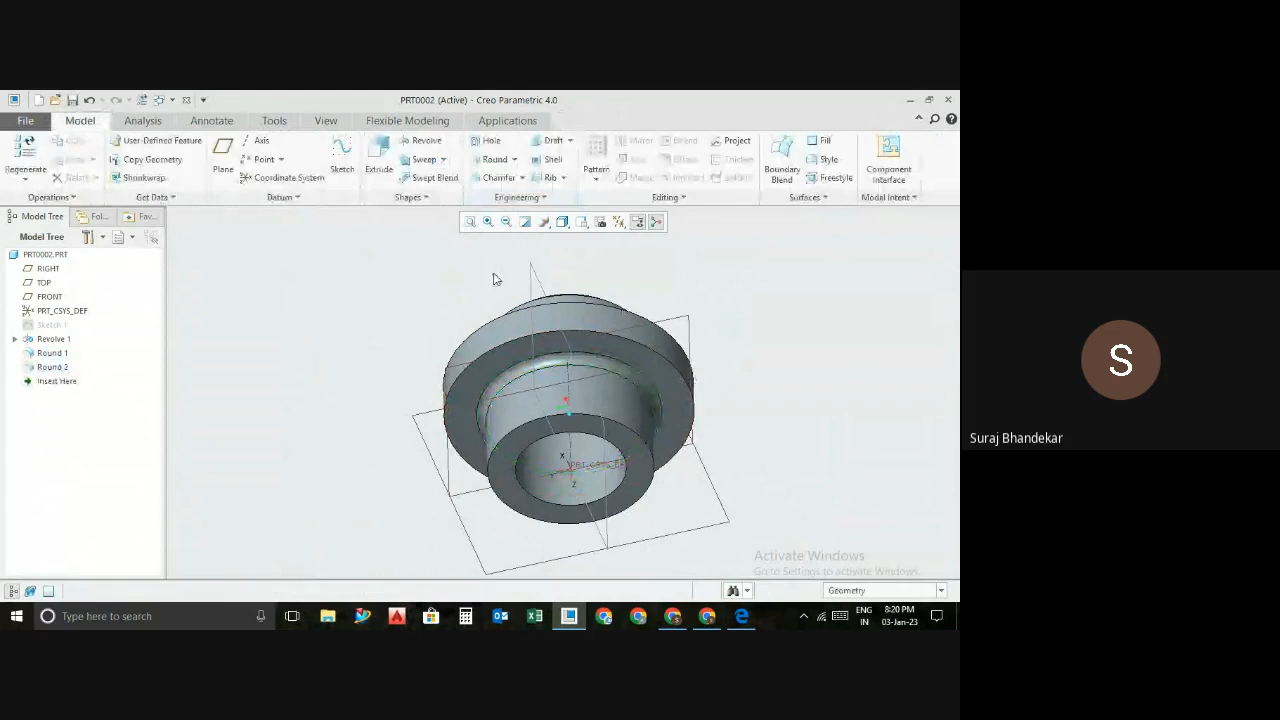 PRT0002 (Active) - Creo Parametric 4.0
File Model Analysis Annotate Tools View Flexible Modeling Applications
Regenerate
User-Defined Feature
Copy Geometry
Shrinkwrap
Plane
Axis
Point
Coordinate System
Sketch
Extrude
Revolve
Sweep
Swept Blend
Hole
Round
Chamfer
Draft
Shell
Rib
Pattern
Mirror
Project
Thicken
Boundary
Blend
Fill
Style
Freestyle
Component
Interface
Operations Get Data Datum Shapes Engineering Editing Surfaces Model Intent
Model Tree Fol... Fav...
Model Tree
PRT0002.PRT
RIGHT
TOP
FRONT
PRT_CSYS_DEF
Sketch 1
Revolve 1
Round 1
Round 2
Insert Here
X
Z
Activate Windows
Go to Settings to activate Windows.
Geometry
Type here to search
ENG
IN
8:20 PM
03-Jan-23
S
Suraj Bhandekar